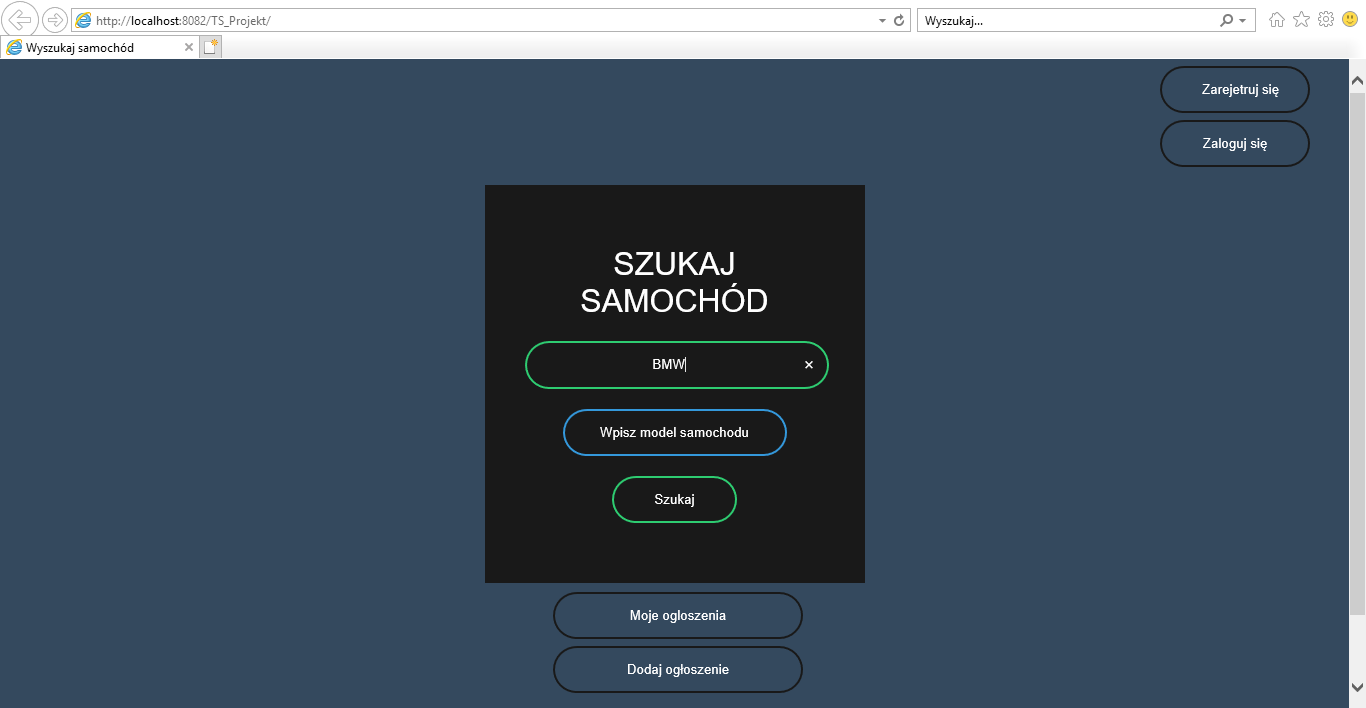 http://localhost:8082/TS_Projekt/
Wyszukaj...
Wyszukaj samochód
Zarejetruj się
Zaloguj się
SZUKAJ
SAMOCHÓD
BMW
Wpisz model samochodu
Szukaj
Moje ogloszenia
Dodaj ogłoszenie